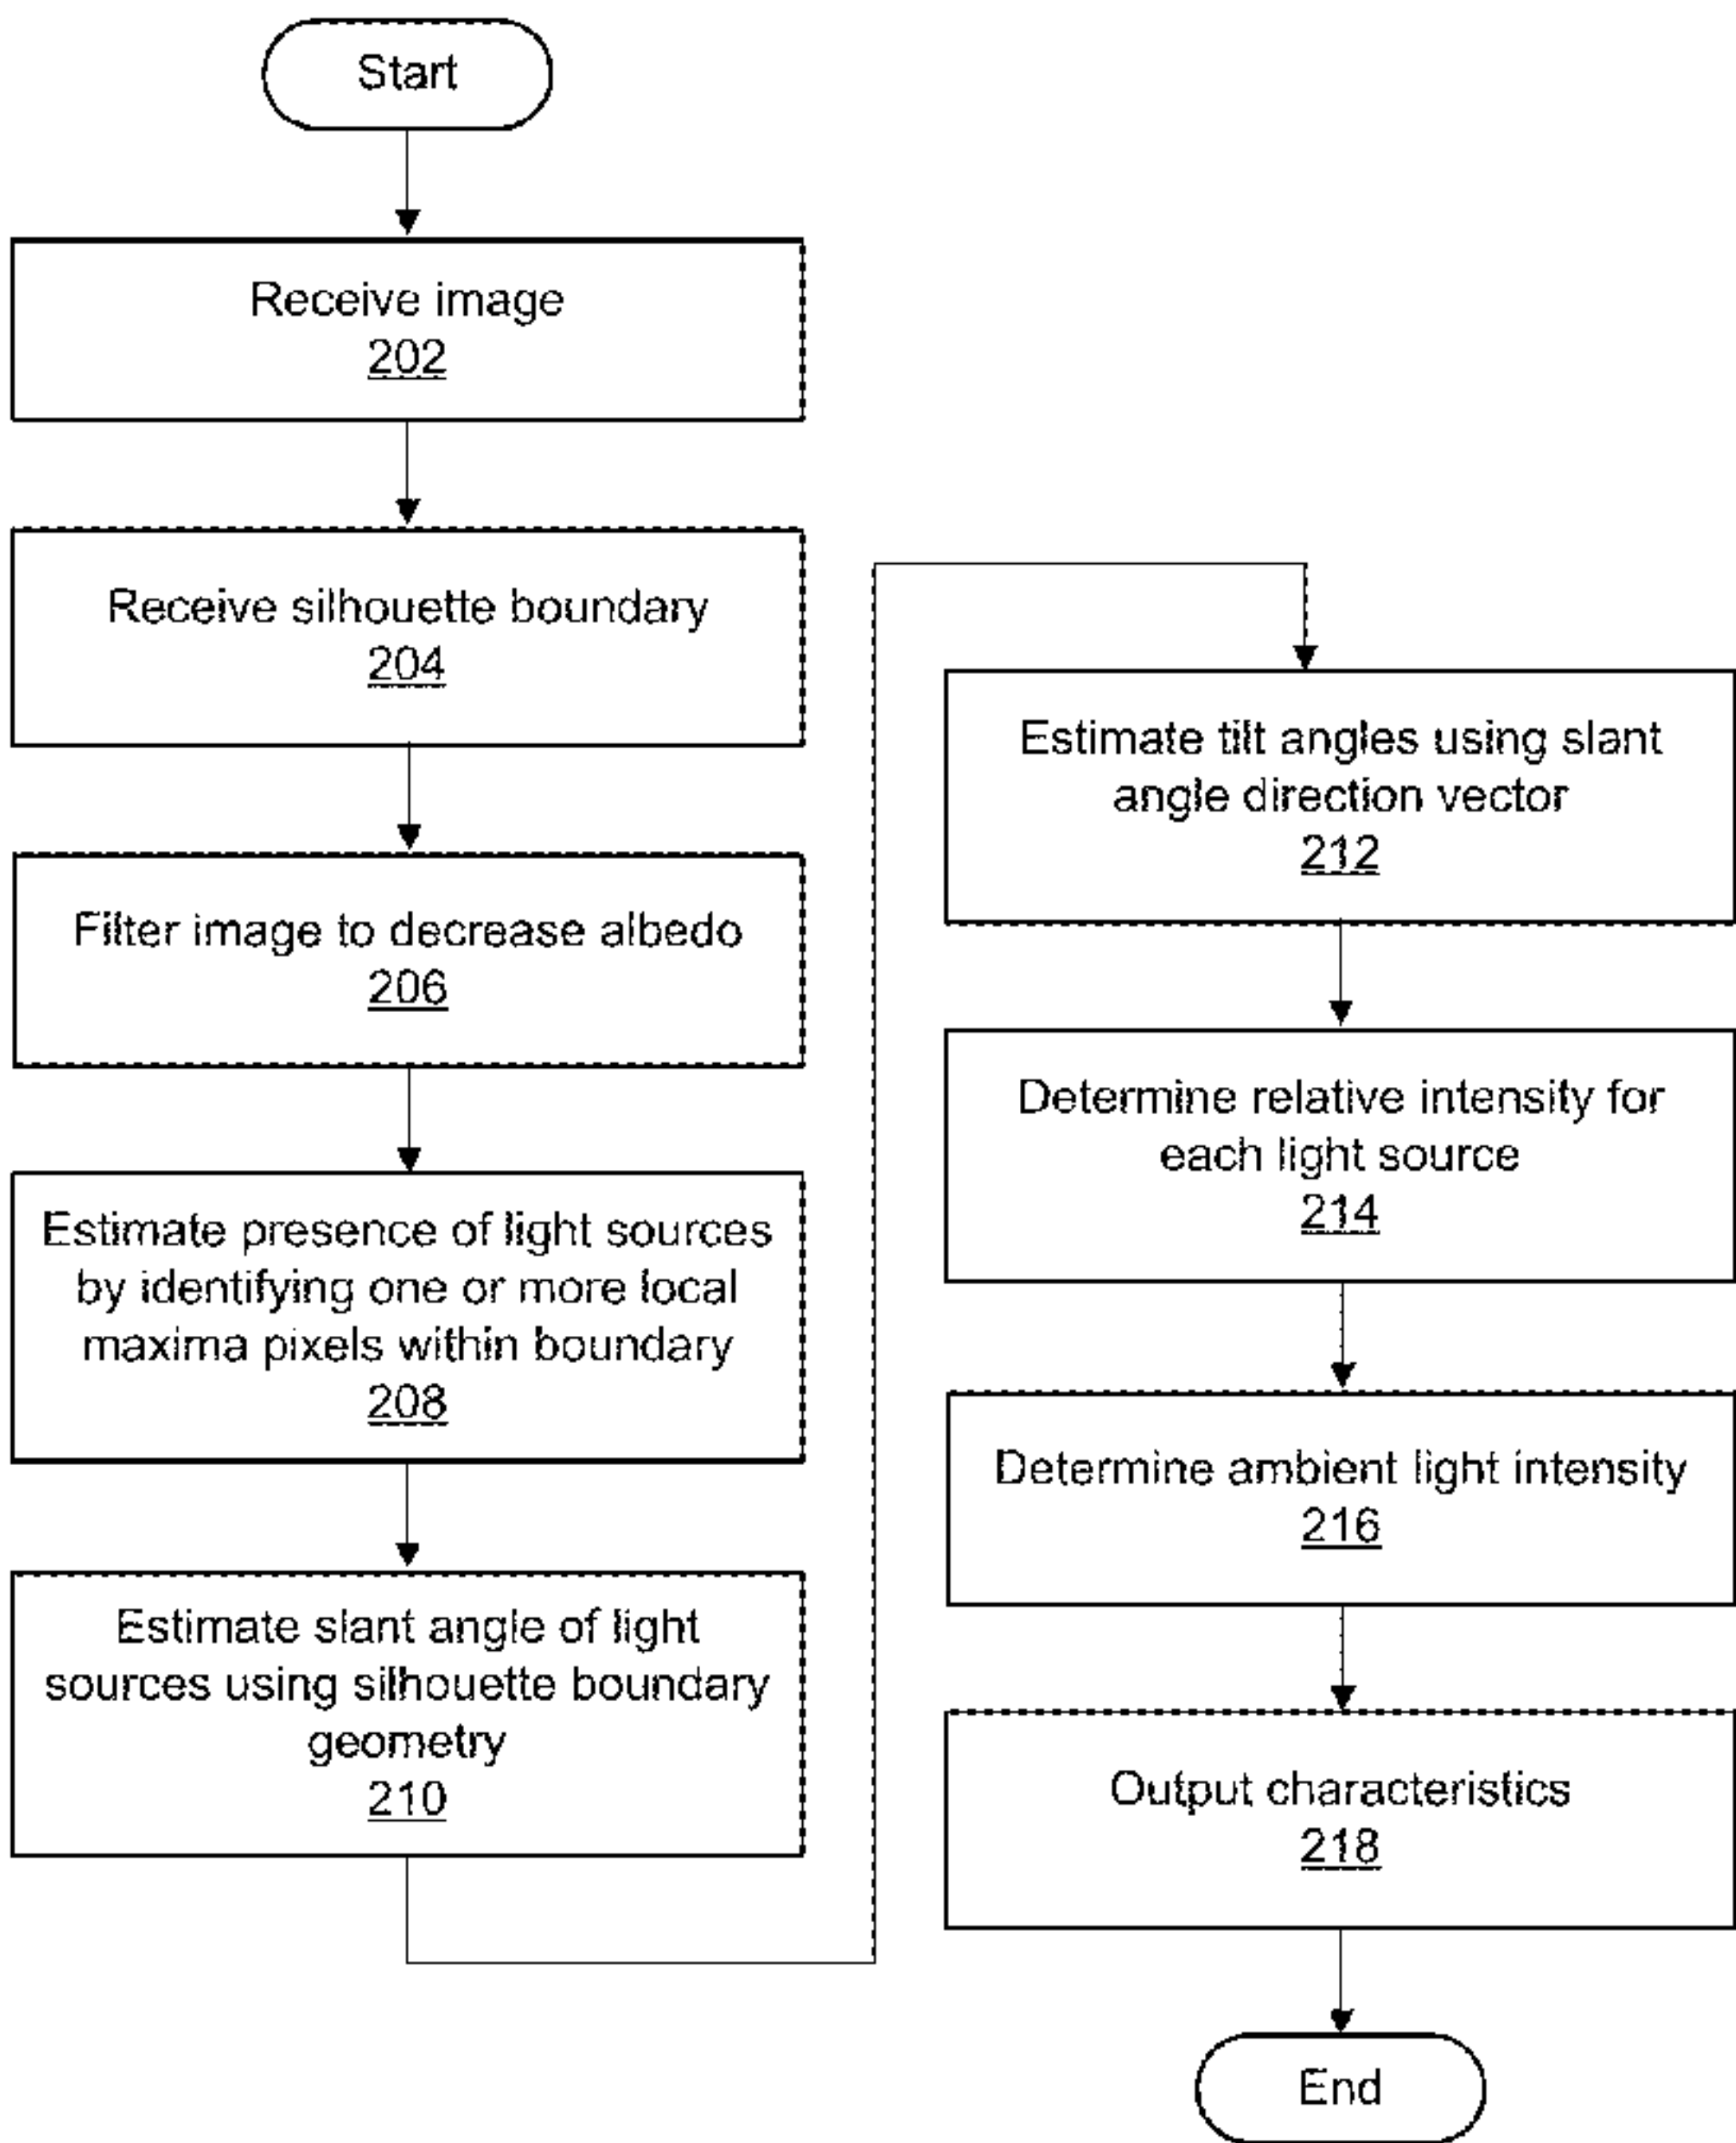 Start
Receive image
202
Receive silhouette boundary
204
Filter image to decrease albedo
206
Estimate presence of light sources
by identifying one or more local
maxima pixels within boundary
208
Estimate slant angle of light
sources using silhouette boundary
geometry
210
Estimate tilt angles using slant
angle direction vector
212
Determine relative intensity for
each light source
214
Determine ambient light intensity
216
Output characteristics
218
End